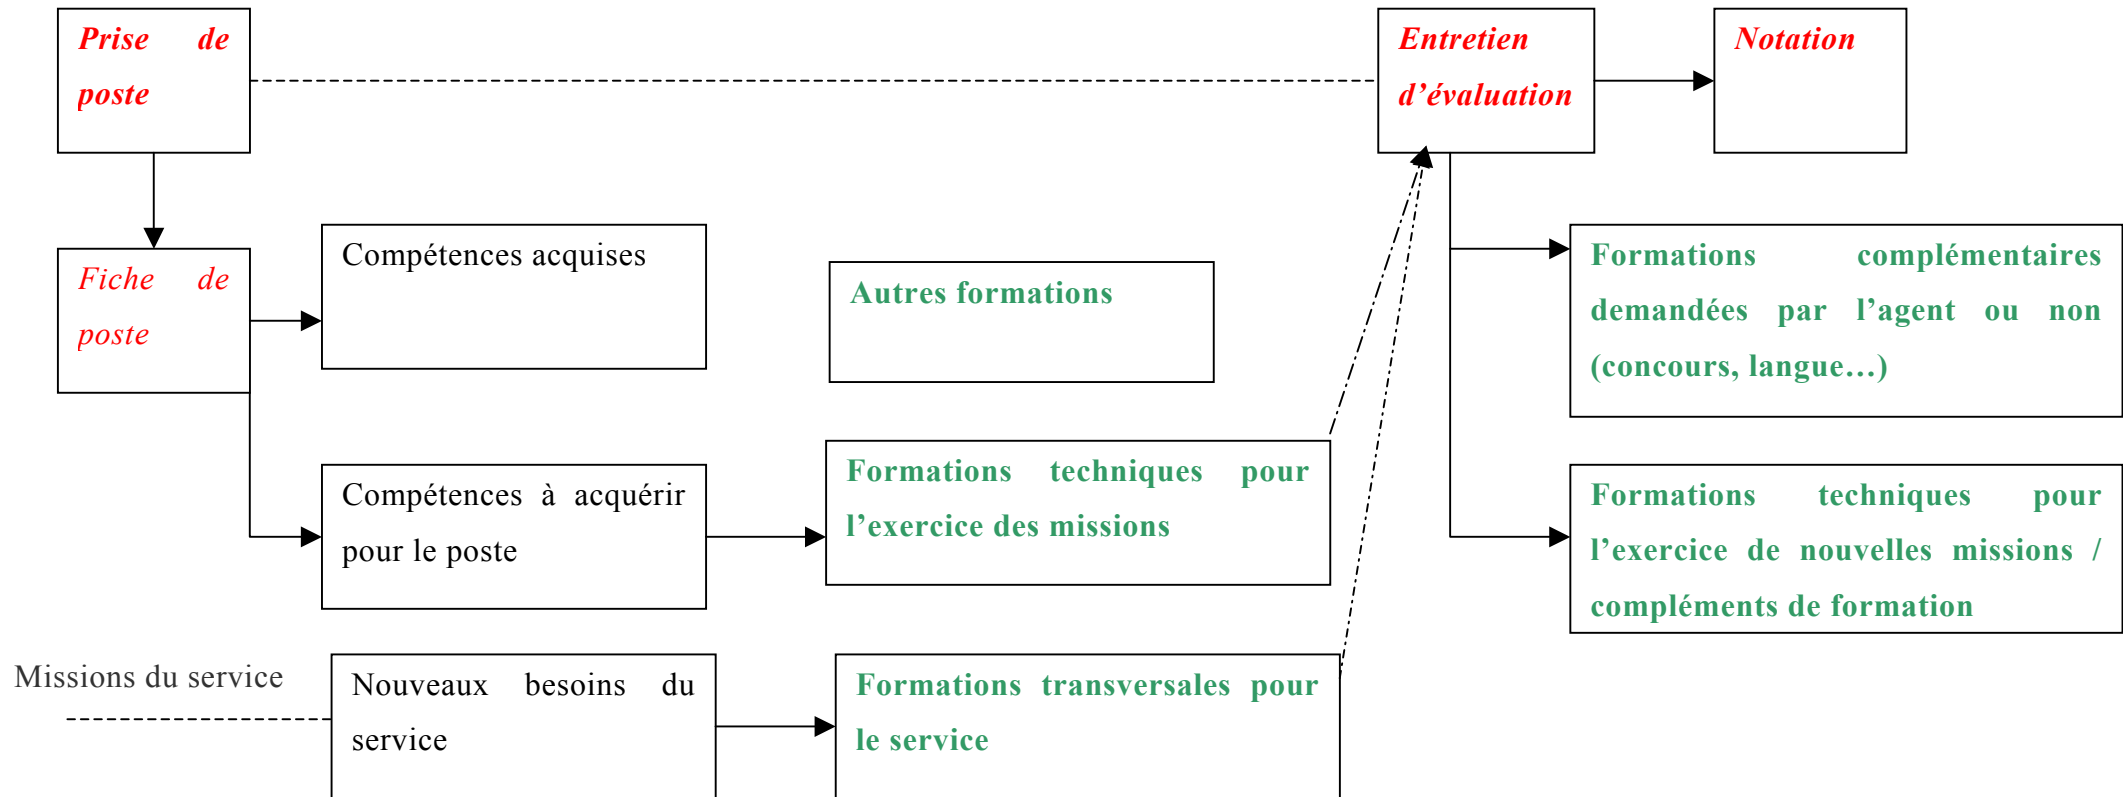 Prise de
poste
Entretien
d’évaluation
Notation
Fiche de
poste
Compétences acquises
Autres formations
Formations complémentaires
demandées par l’agent ou non
(concours, langue…)
Compétences à acquérir
pour le poste
Formations techniques pour
l’exercice des missions
Formations techniques pour
l’exercice de nouvelles missions /
compléments de formation
Missions du service
Nouveaux besoins du
service
Formations transversales pour
le service